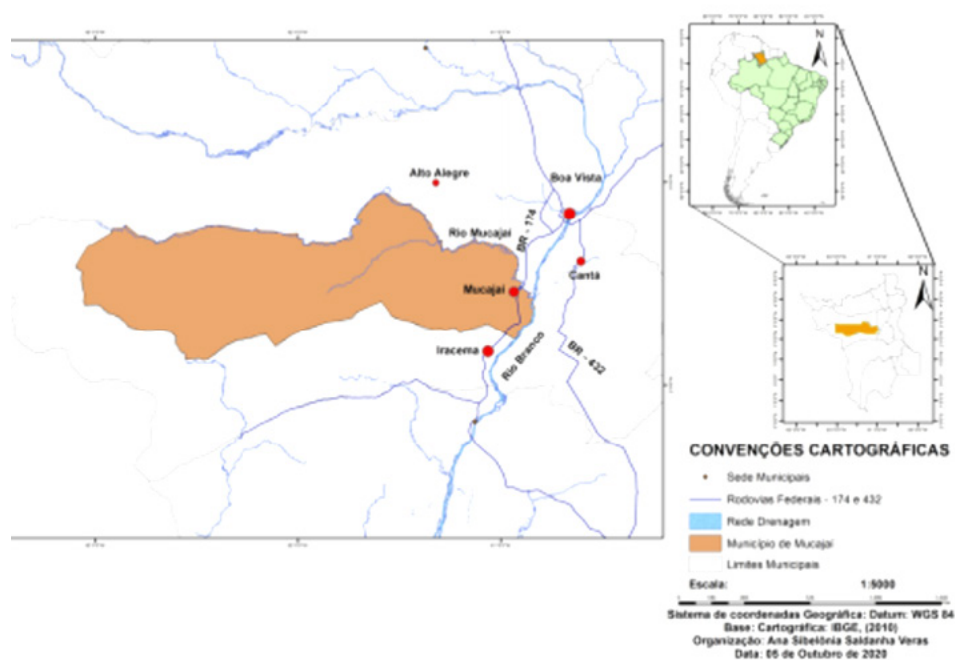 N
Alto Alegre
Boa Vista
Rio Mucajaí
BR - 174
Cantá
Mucajaí
Iracema
Rio Branco
BR - 432
N
CONVENÇÕES CARTOGRÁFICAS
Sede Municipais
Rodovias Federais - 174 e 432
Rede Drenagem
Município de Mucajaí
Limites Municipais
Escala: 1:5000
Sistema de coordenadas Geográfica: Datum: WGS 84
Base: Cartográfica: IBGE, (2010)
Organização: Ana Sibelônia Saldanha Veras
Data: 05 de Outubro de 2020